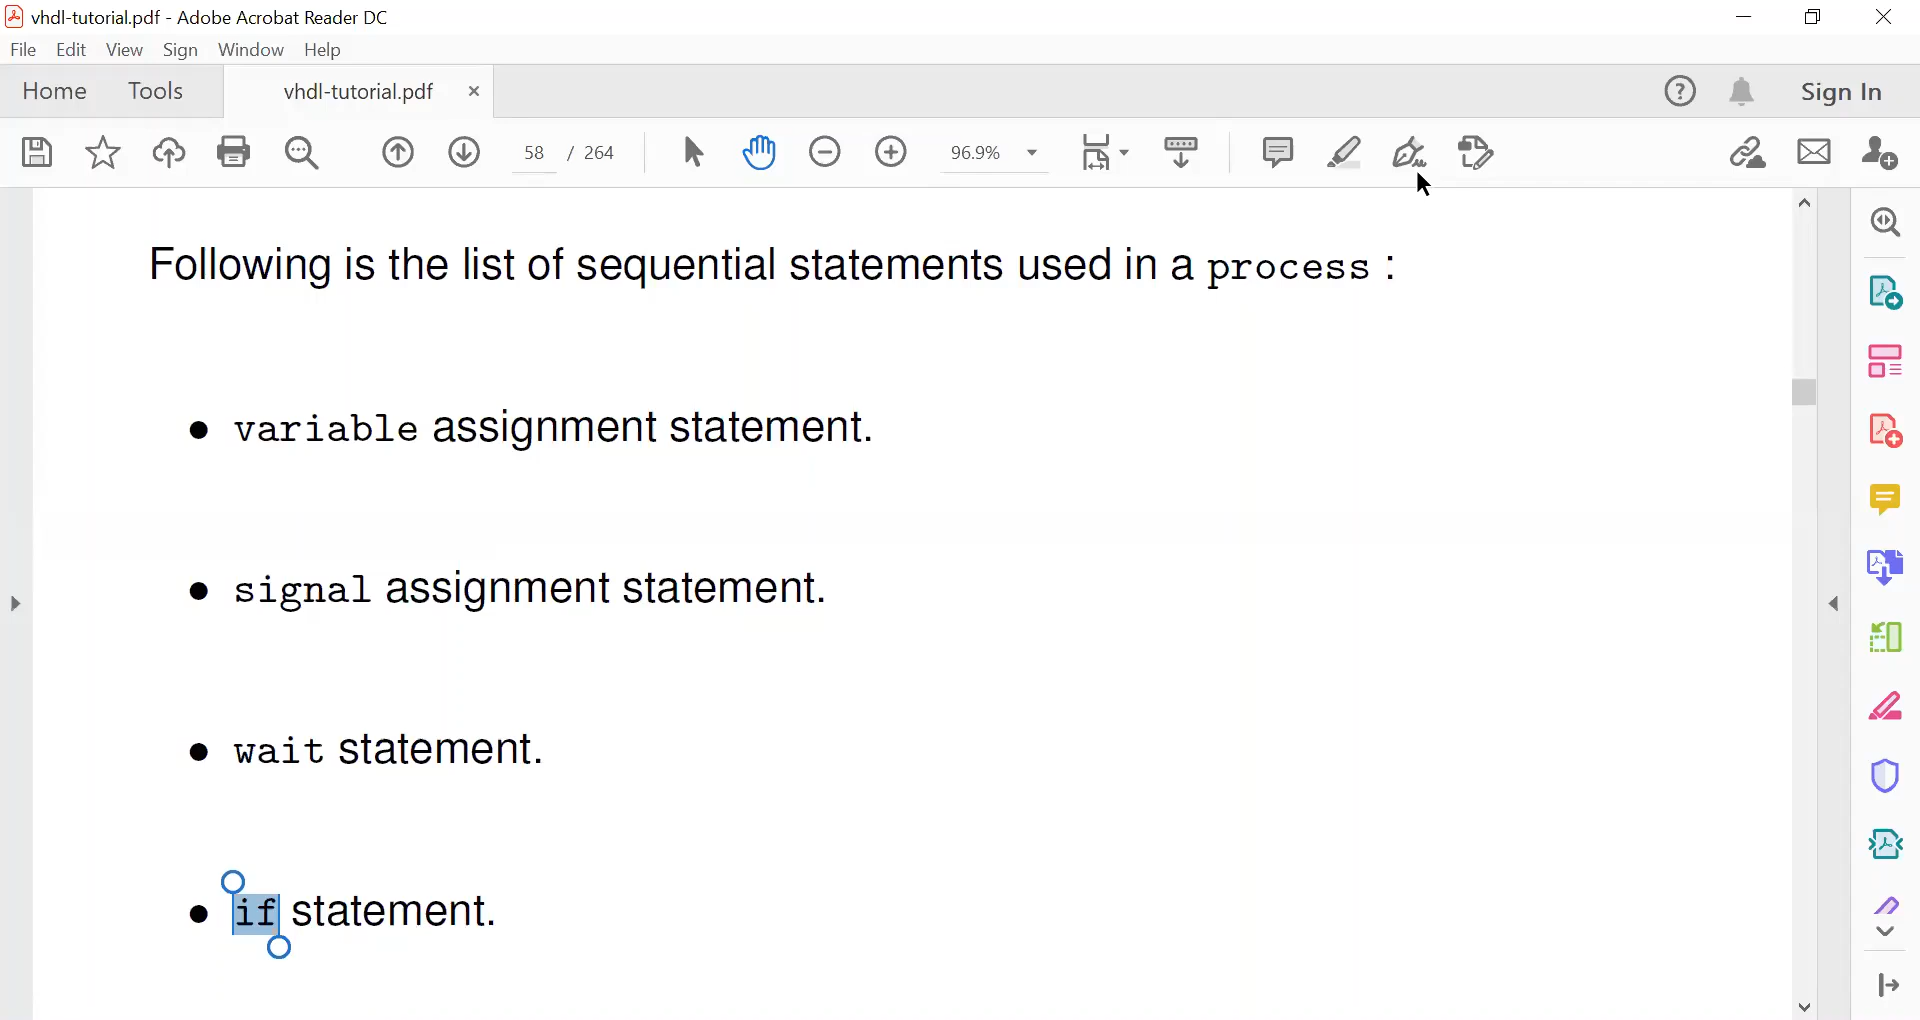 vhdl-tutorial.pdf - Adobe Acrobat Reader DC
File Edit View Sign Window Help
Home Tools vhdl-tutorial.pdf × Sign In
58 / 264 96.9%
Following is the list of sequential statements used in a process :
● variable assignment statement.
● signal assignment statement.
● wait statement.
● if statement.